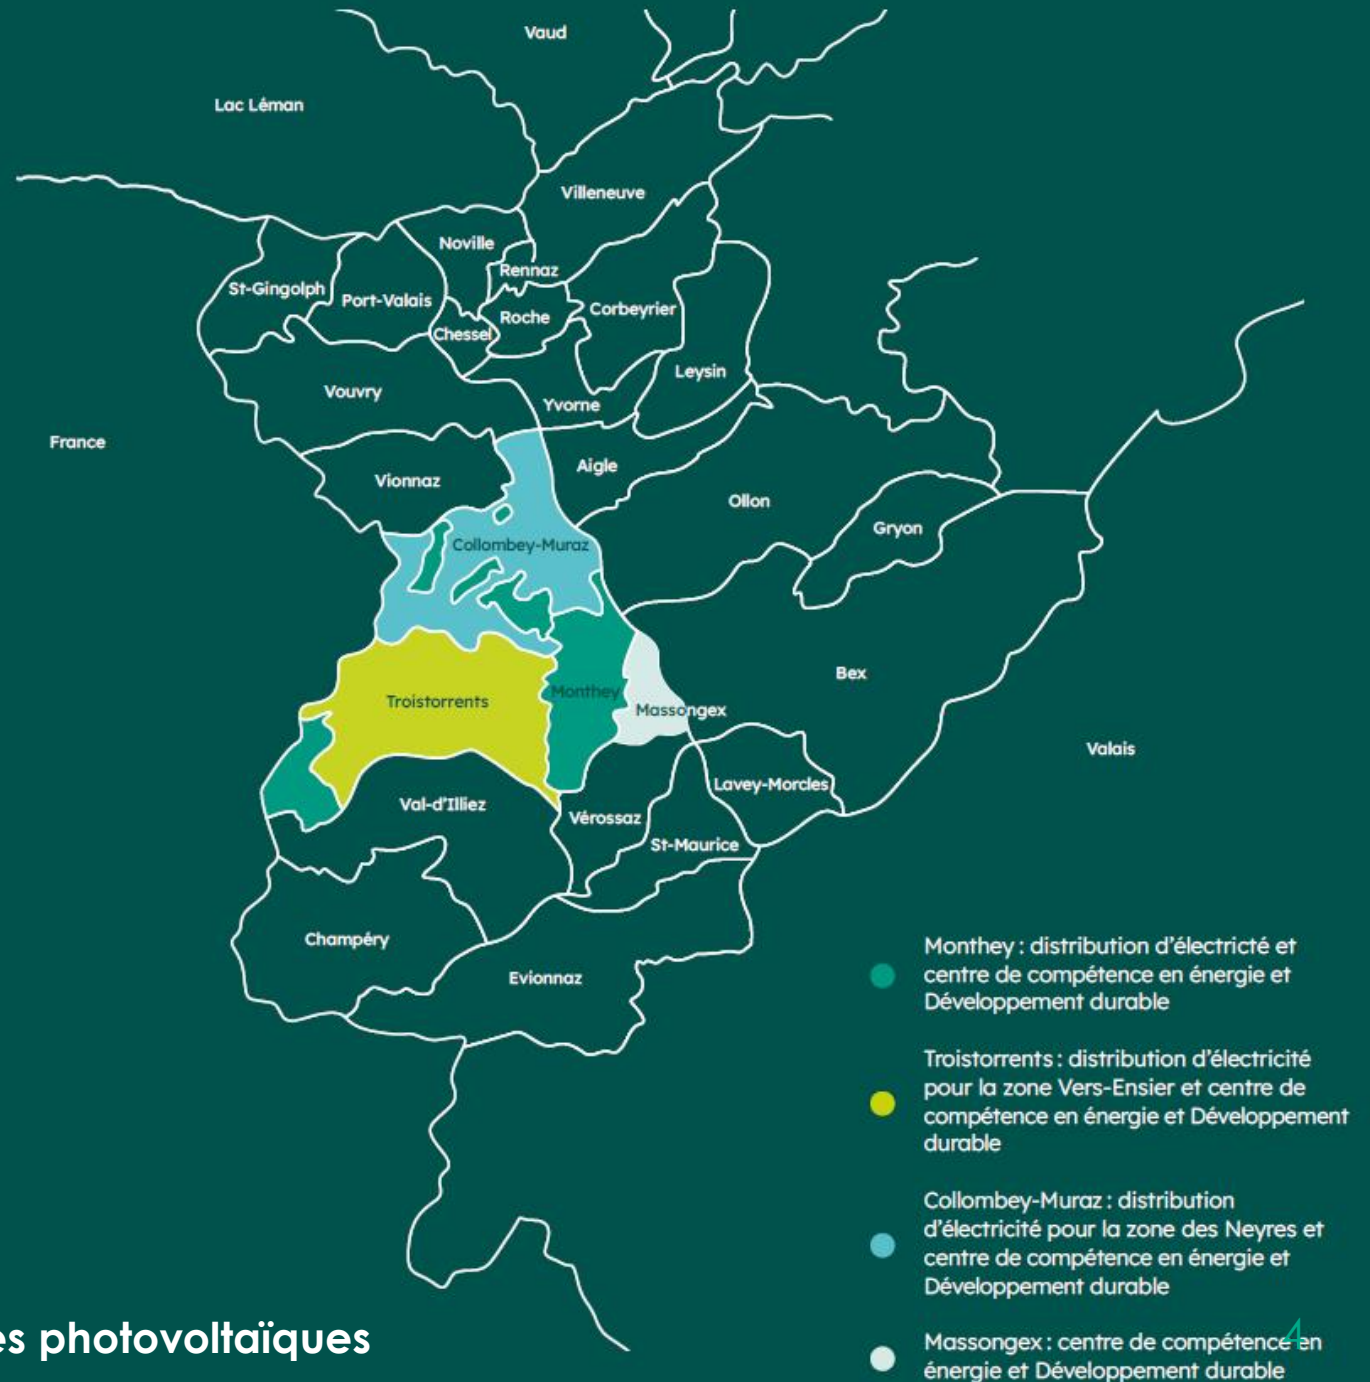 Vaud
Lac Léman
Villeneuve
Noville
Rennaz
St-Gingolph
Port-Valais
Corbeyrier
Roche
Chessel
Leysin
Vouvry
Yvorne
France
Aigle
Vionnaz
Ollon
Gryon
Collombey-Muraz
Bex
Troistorrents
Monthey
Massongex
Valais
Lavey-Morcles
Val-d'Illiez
Vérossaz
St-Maurice
Champéry
Evionnaz
Monthey : distribution d'électricté et
centre de compétence en énergie et
Développement durable
Troistorrents : distribution d'électricité
pour la zone Vers-Ensier et centre de
compétence en énergie et Développement
durable
Collombey-Muraz : distribution
d'électricité pour la zone des Neyres et
centre de compétence en énergie et
Développement durable
Massongex : centre de compétence en
énergie et Développement durable
es photovoltaïques
4